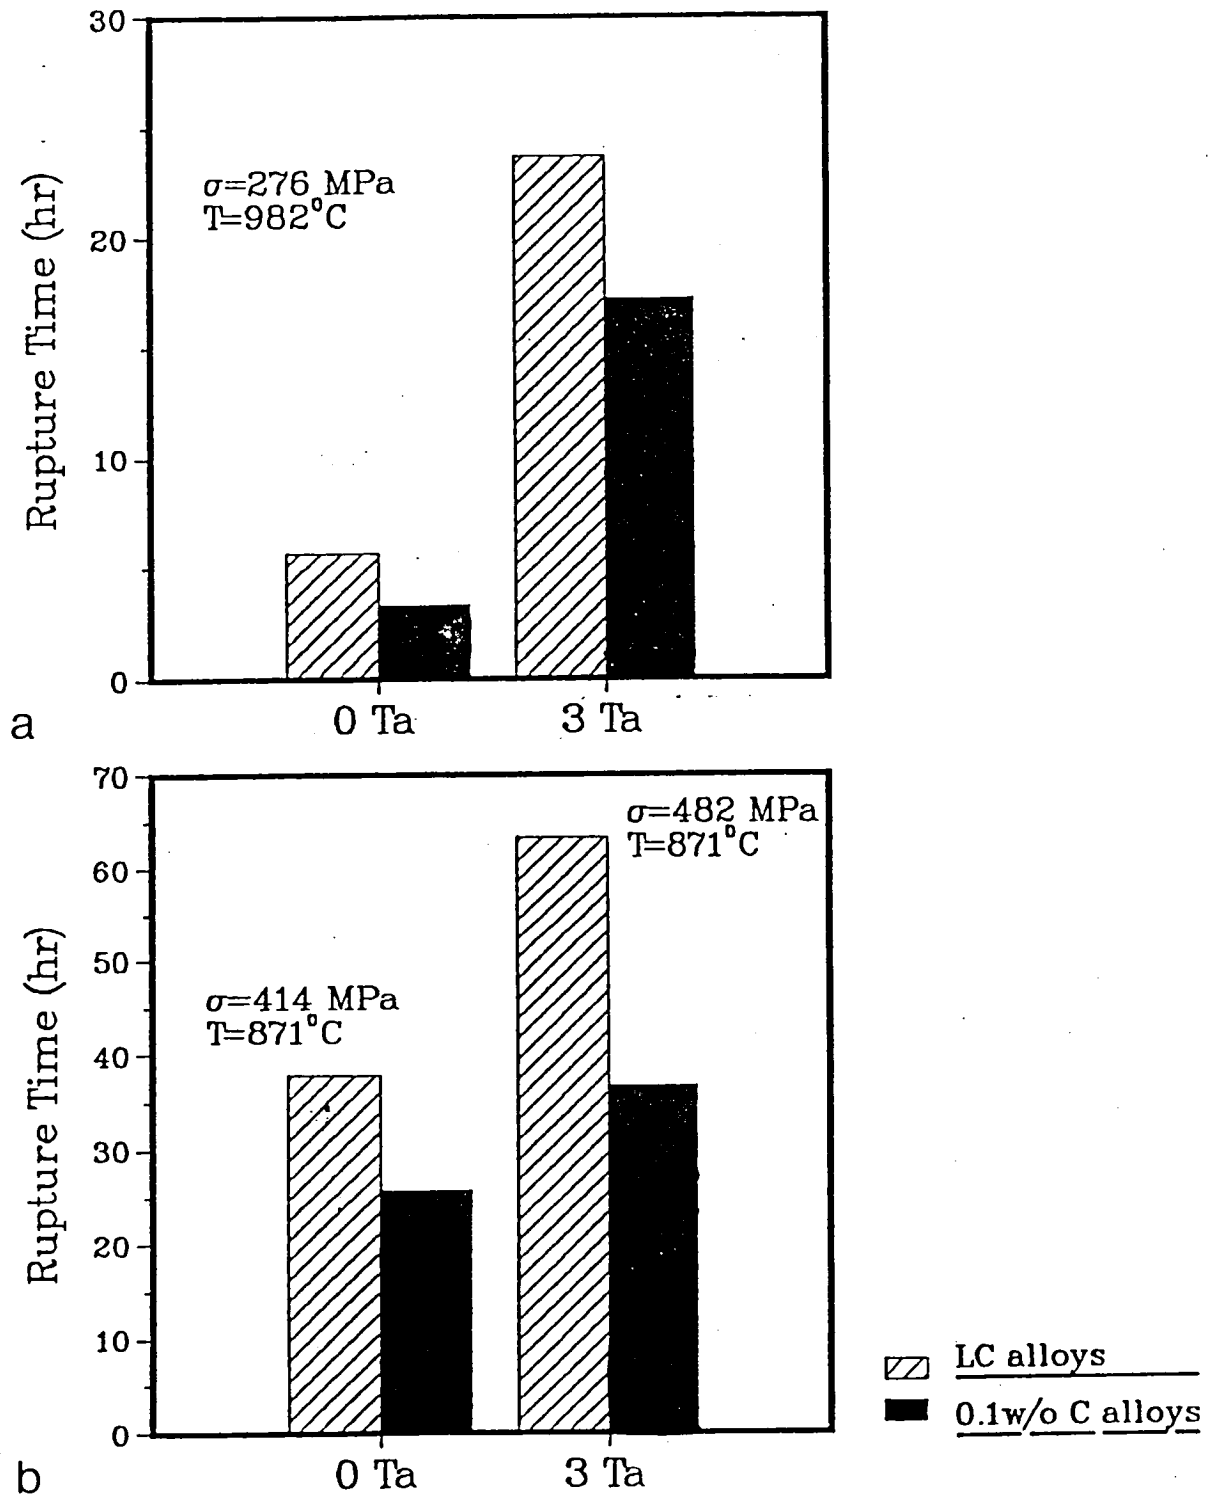 30
20
10
0
Rupture Time (hr)
σ=276 MPa
T=982°C
0 Ta
3 Ta
a
70
60
50
40
30
20
10
0
Rupture Time (hr)
σ=482 MPa
T=871°C
σ=414 MPa
T=871°C
0 Ta
3 Ta
b
LC alloys
0.1w/o C alloys